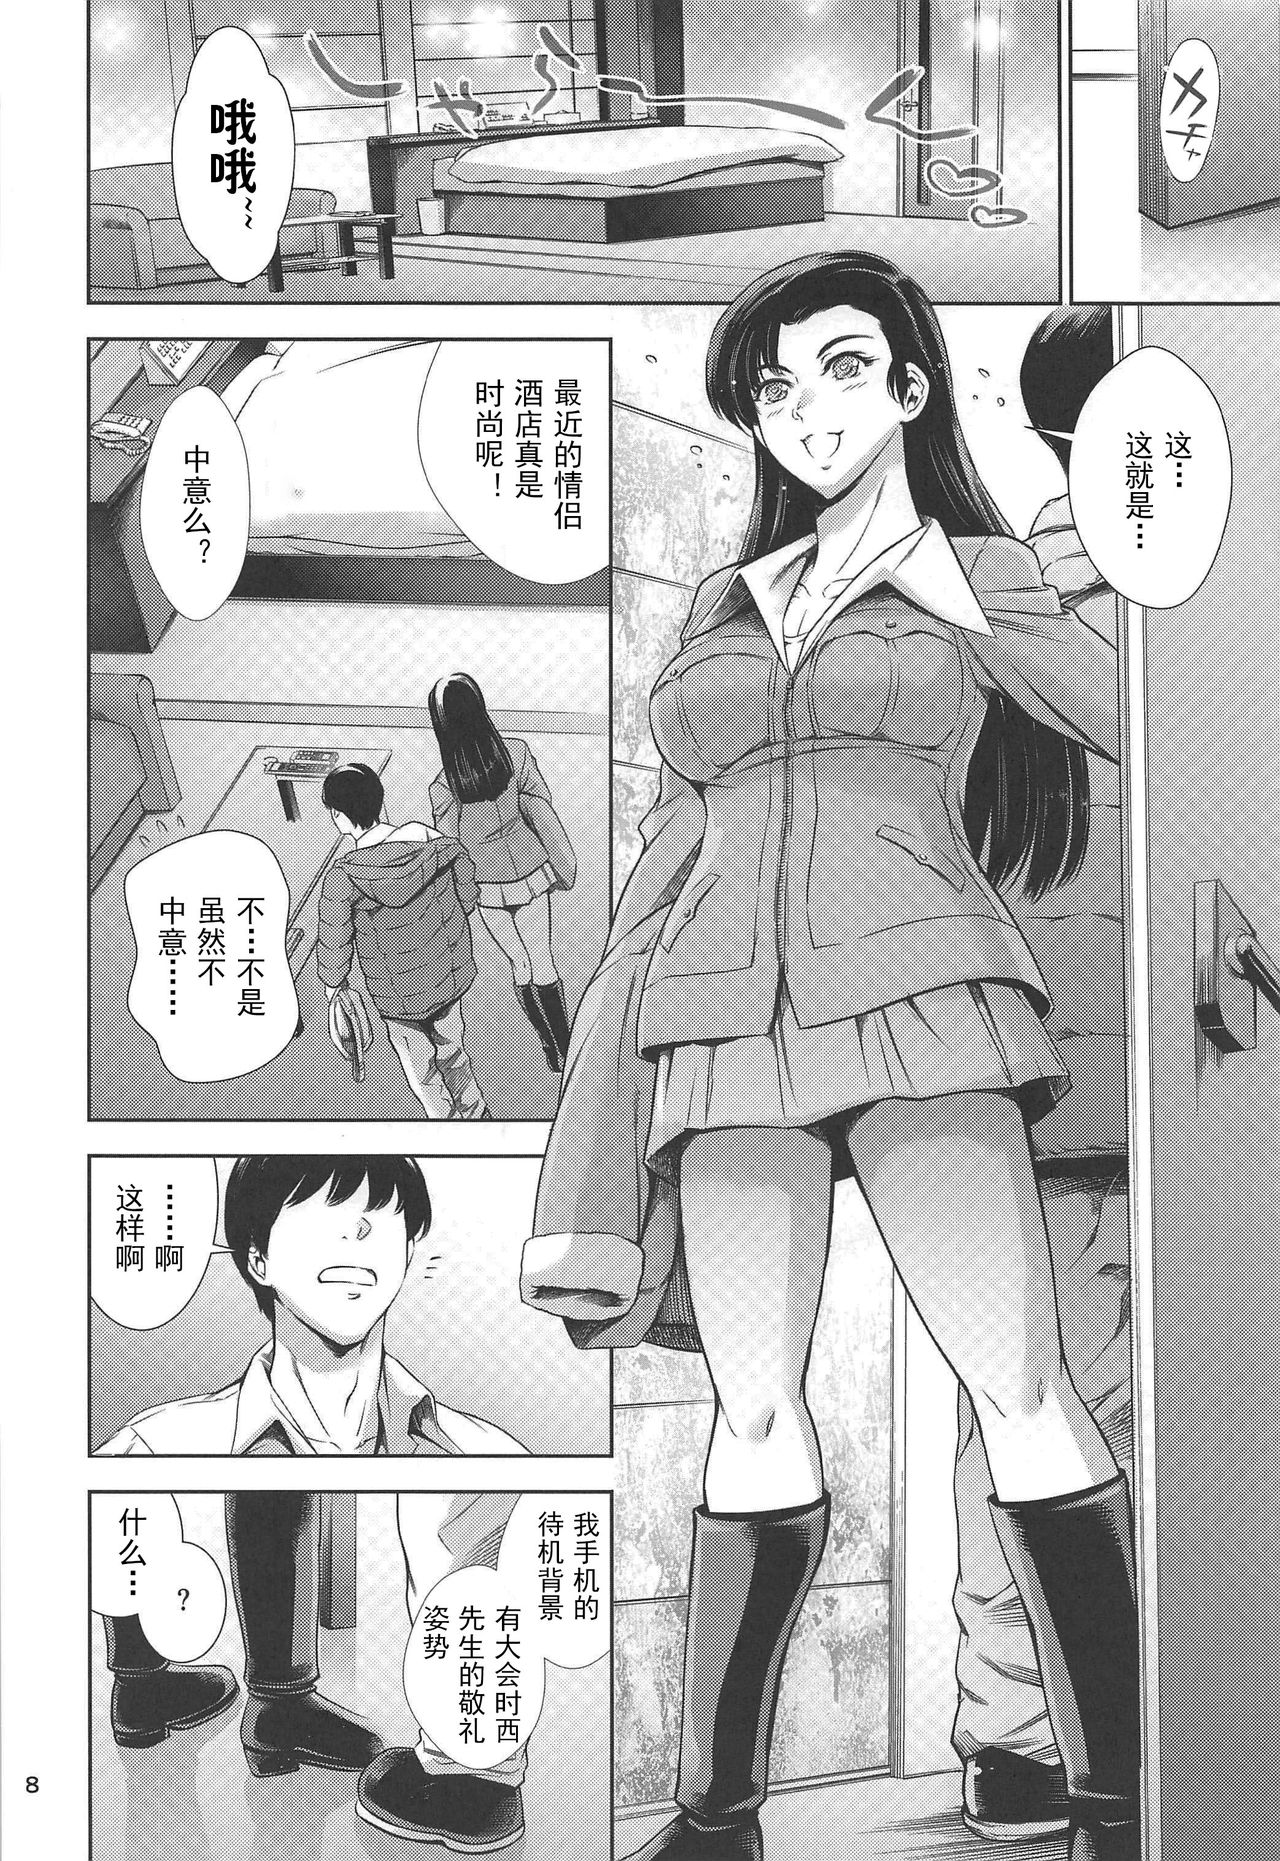 カチャ
しゃら〜ん
哦哦~
这…
这就是…
最近的情侣
酒店真是
时尚呢！
中意么？
不…不是
虽然不
中意……
……啊
这样啊
我手机的
待机背景
有大会时西
先生的敬礼
姿势
?
什么…
8